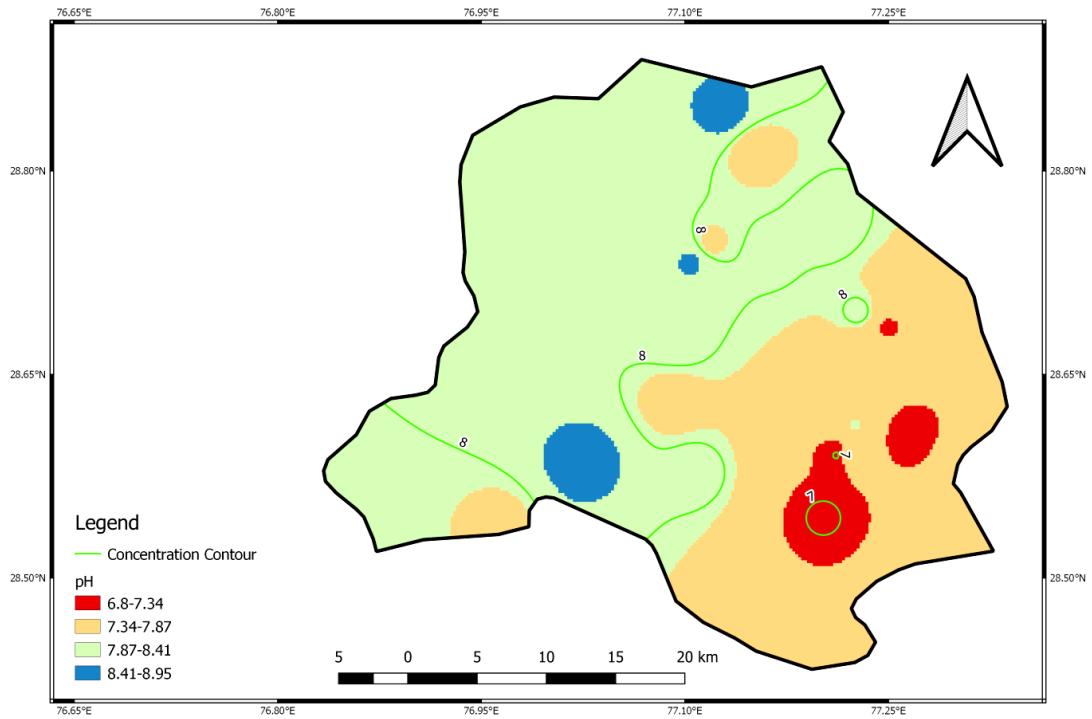 76.65°E 76.80°E 76.95°E 77.10°E 77.25°E
28.80°N 28.80°N
8
8
8
28.65°N 28.65°N
8
7
7
Legend
Concentration Contour
pH
28.50°N 28.50°N
6.8-7.34
7.34-7.87
7.87-8.41
8.41-8.95
5 0 5 10 15 20 km
76.65°E 76.80°E 76.95°E 77.10°E 77.25°E